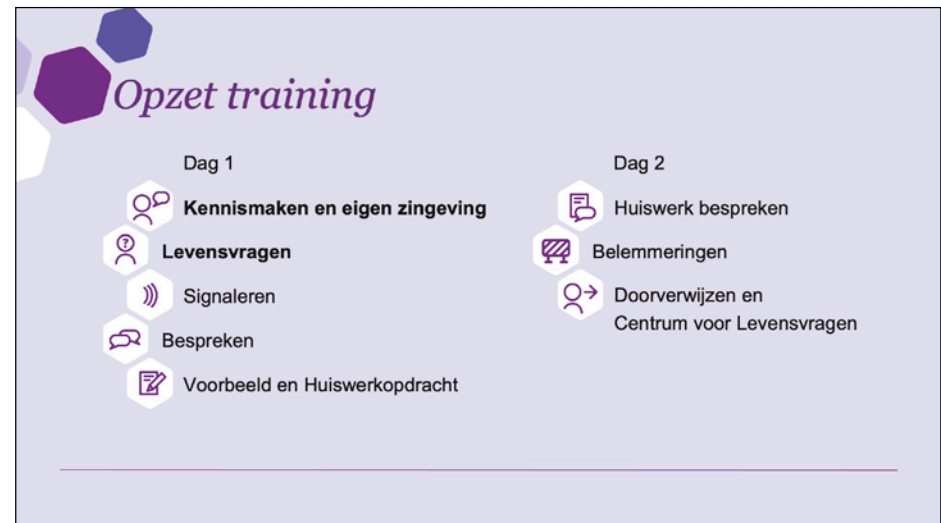 Opzet training
Dag 1
Kennismaken en eigen zingeving
Levensvragen
Signaleren
Bespreken
Voorbeeld en Huiswerkopdracht
Dag 2
Huiswerk bespreken
Belemmeringen
Doorverwijzen en
Centrum voor Levensvragen